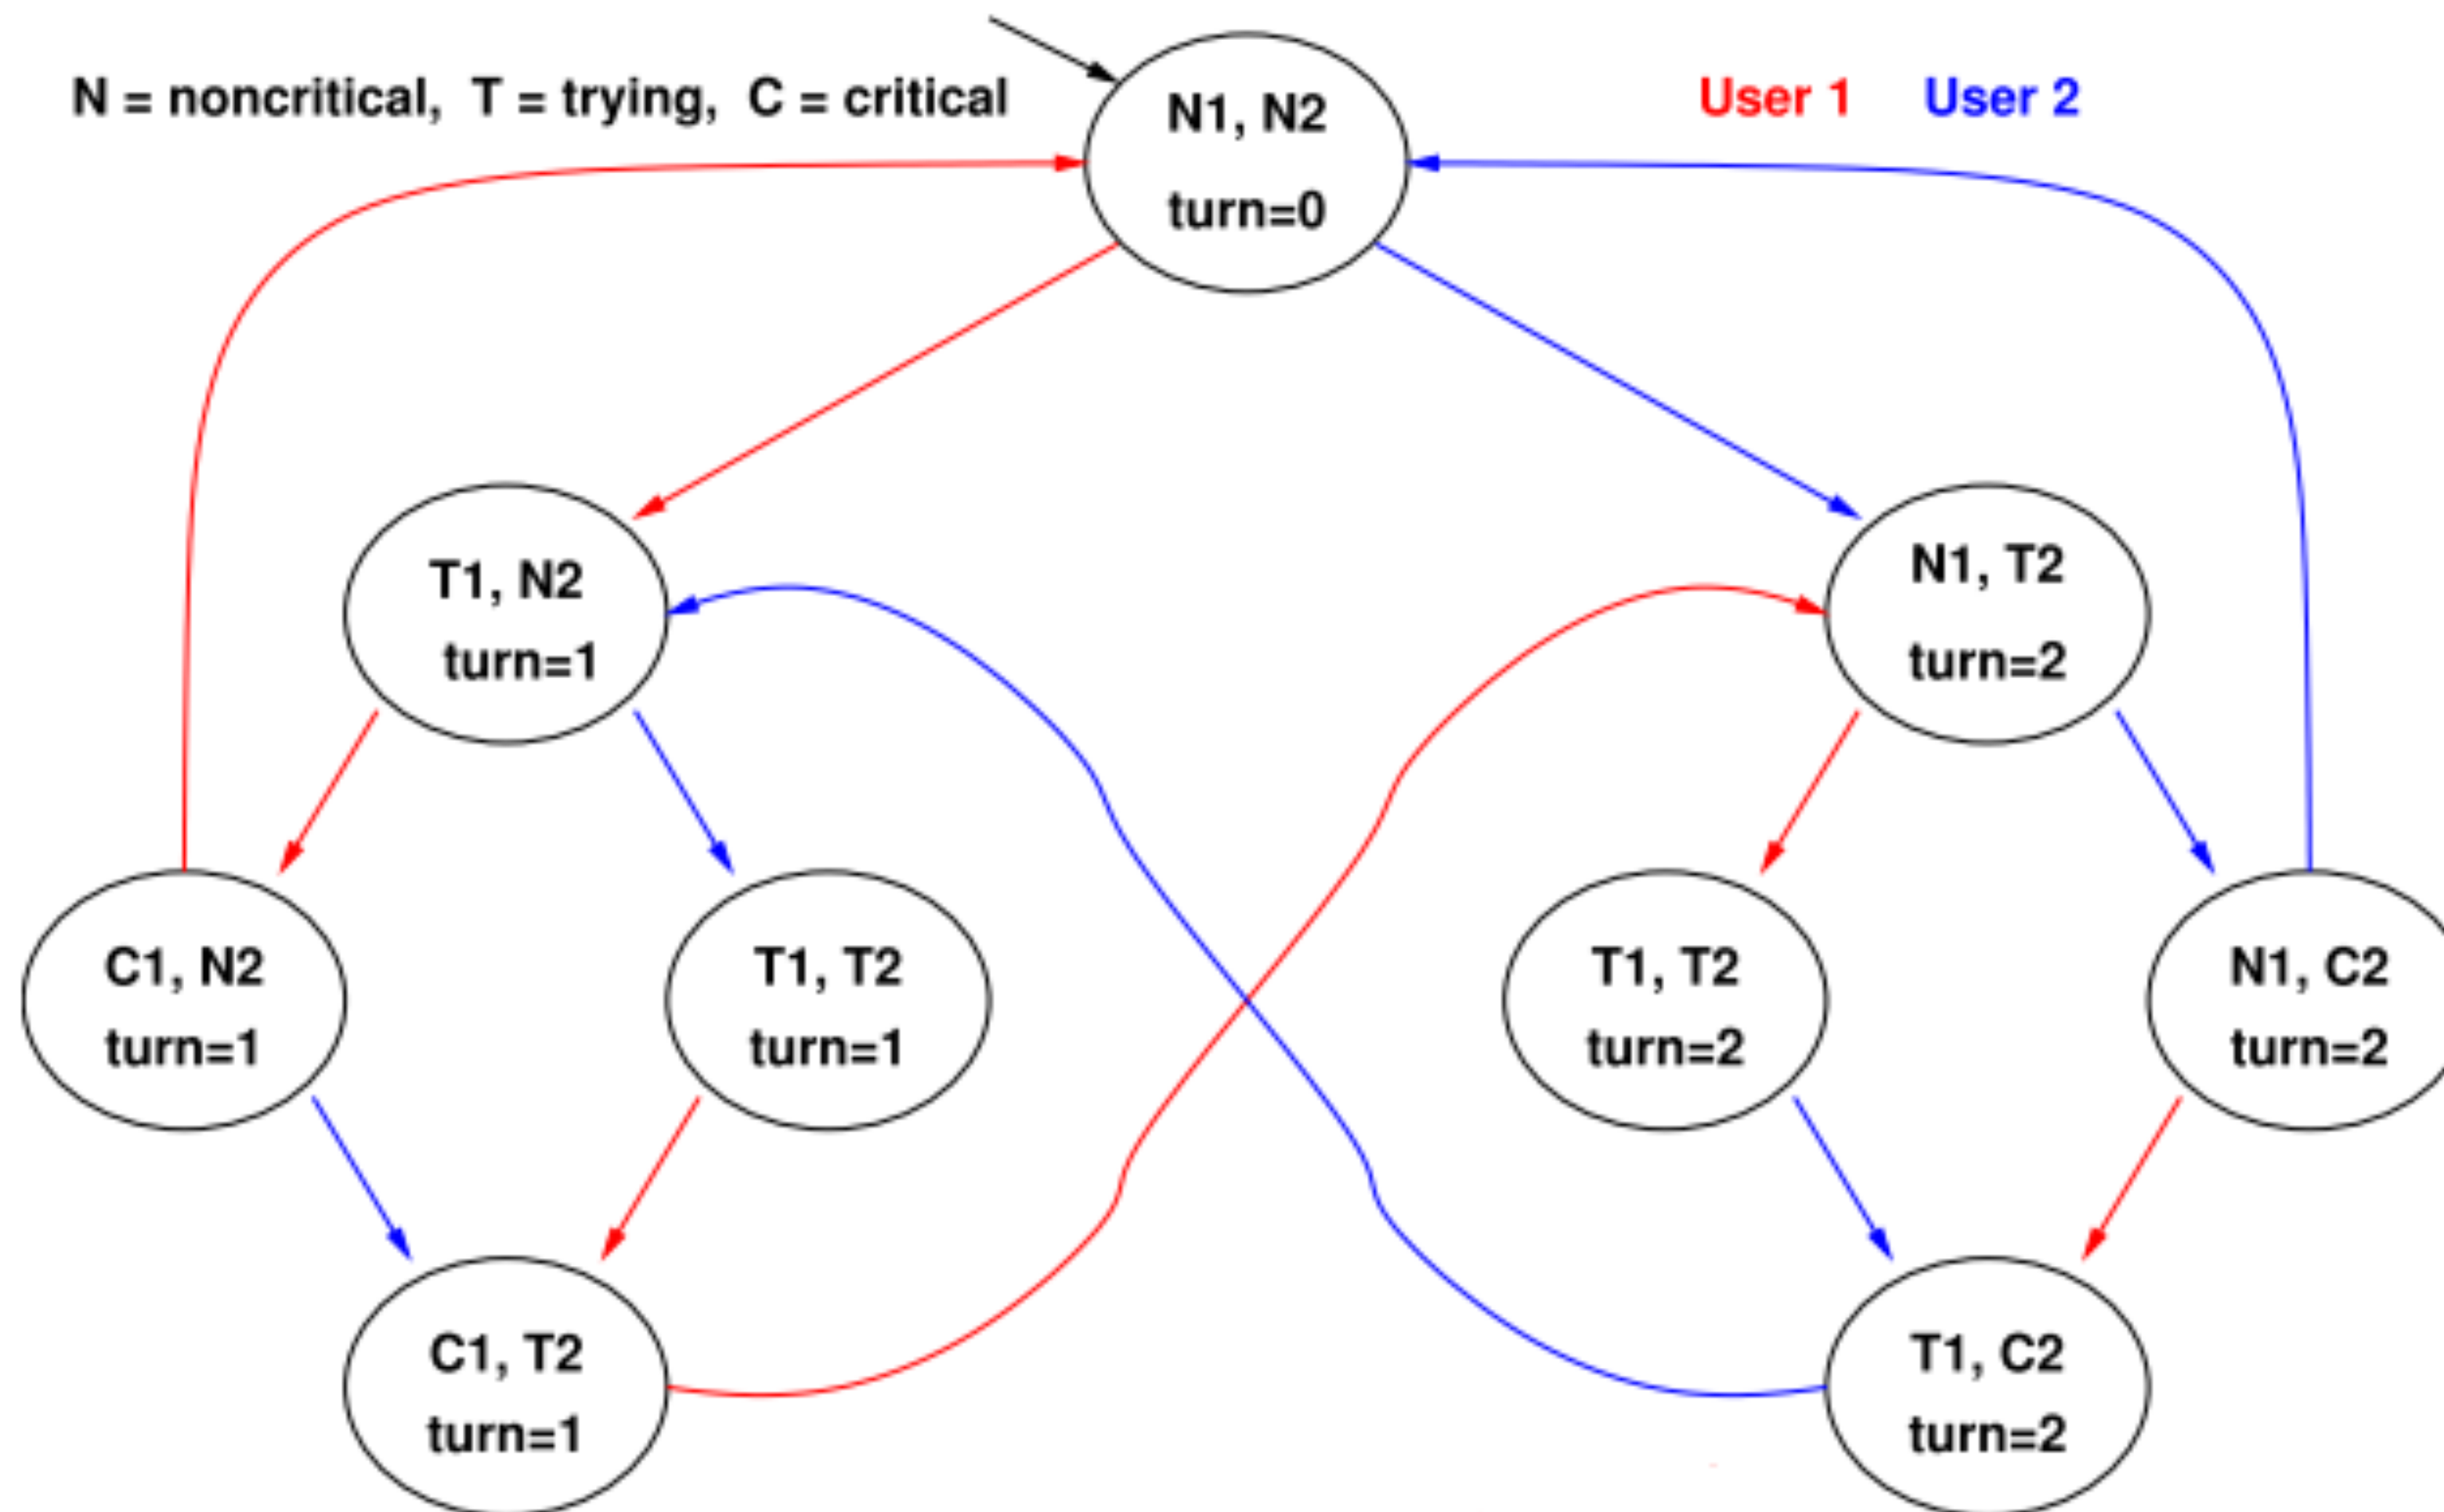 N = noncritical, T = trying, C = critical
User 1 User 2
N1, N2
turn=0
T1, N2
turn=1
N1, T2
turn=2
C1, N2
turn=1
T1, T2
turn=1
T1, T2
turn=2
N1, C2
turn=2
C1, T2
turn=1
T1, C2
turn=2